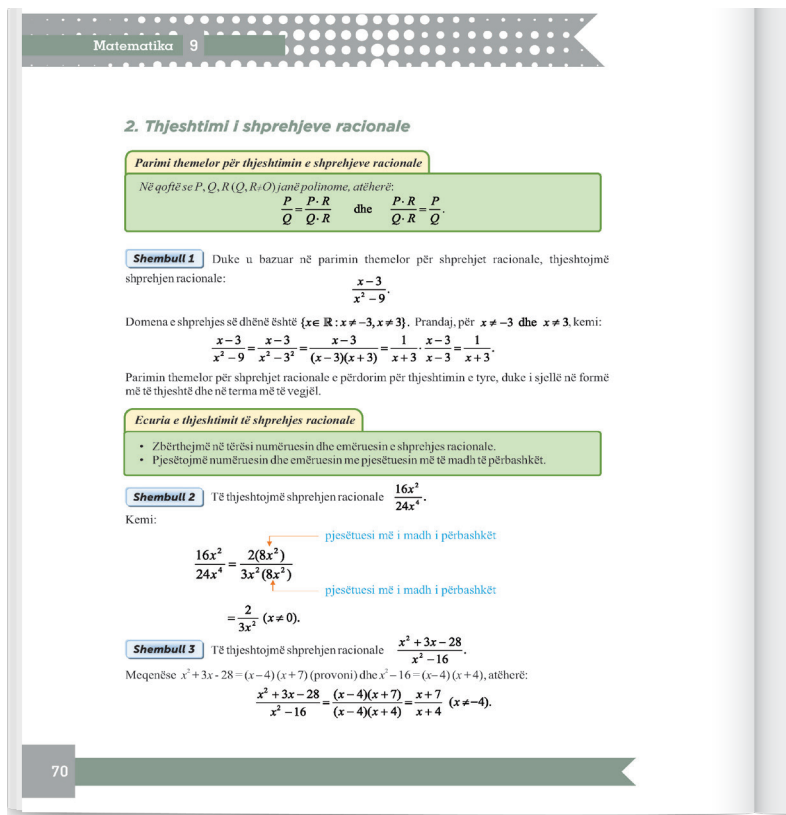 Matematika 9
2. Thjeshtimi i shprehjeve racionale
Parimi themelor për thjeshtimin e shprehjeve racionale
Në qoftë se P, Q, R (Q, R≠O) janë polinome, atëherë:
P/Q = P·R/Q·R dhe P·R/Q·R = P/Q.
Shembull 1 Duke u bazuar në parimin themelor për shprehjet racionale, thjeshtojmë
shprehjen racionale:
x−3/x² −9.
Domena e shprehjes së dhënë është {x∈ ℝ : x ≠ −3, x ≠ 3}. Prandaj, për x ≠ −3 dhe x ≠ 3, kemi:
x−3/x² −9 = x−3/x² −3² = x−3/(x−3)(x+3) = 1/x+3 · x−3/x−3 = 1/x+3.
Parimin themelor për shprehjet racionale e përdorim për thjeshtimin e tyre, duke i sjellë në formë
më të thjeshtë dhe në terma më të vegjël.
Ecuria e thjeshtimit të shprehjes racionale
• Zbërthejmë në tërësi numëruesin dhe emëruesin e shprehjes racionale.
• Pjesëtojmë numëruesin dhe emëruesin me pjesëtuesin më të madh të përbashkët.
Shembull 2 Të thjeshtojmë shprehjen racionale 16x²/24x⁴.
Kemi:
pjesëtuesi më i madh i përbashkët
16x²/24x⁴ = 2(8x²)/3x²(8x²)
pjesëtuesi më i madh i përbashkët
= 2/3x² (x ≠ 0).
Shembull 3 Të thjeshtojmë shprehjen racionale x² +3x−28/x² −16.
Meqenëse x² +3x - 28 = (x−4) (x+7) (provoni) dhe x² − 16 = (x−4) (x+4), atëherë:
x² +3x−28/x² −16 = (x−4)(x+7)/(x−4)(x+4) = x+7/x+4 (x ≠−4).
70